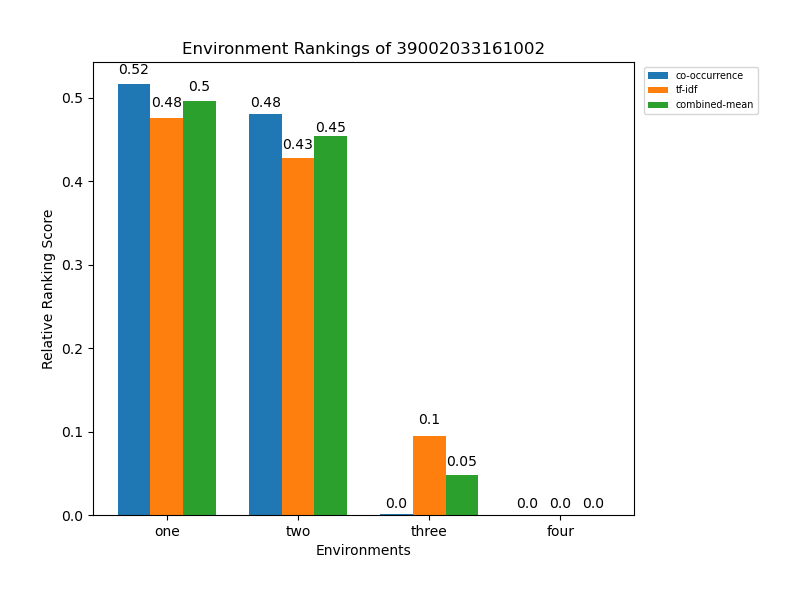 Environment Rankings of 39002033161002
co-occurrence
tf-idf
combined-mean
Relative Ranking Score
0.5
0.4
0.3
0.2
0.1
0.0
0.52
0.48
0.5
0.48
0.43
0.45
0.0
0.1
0.05
0.0
0.0
0.0
one
two
three
four
Environments